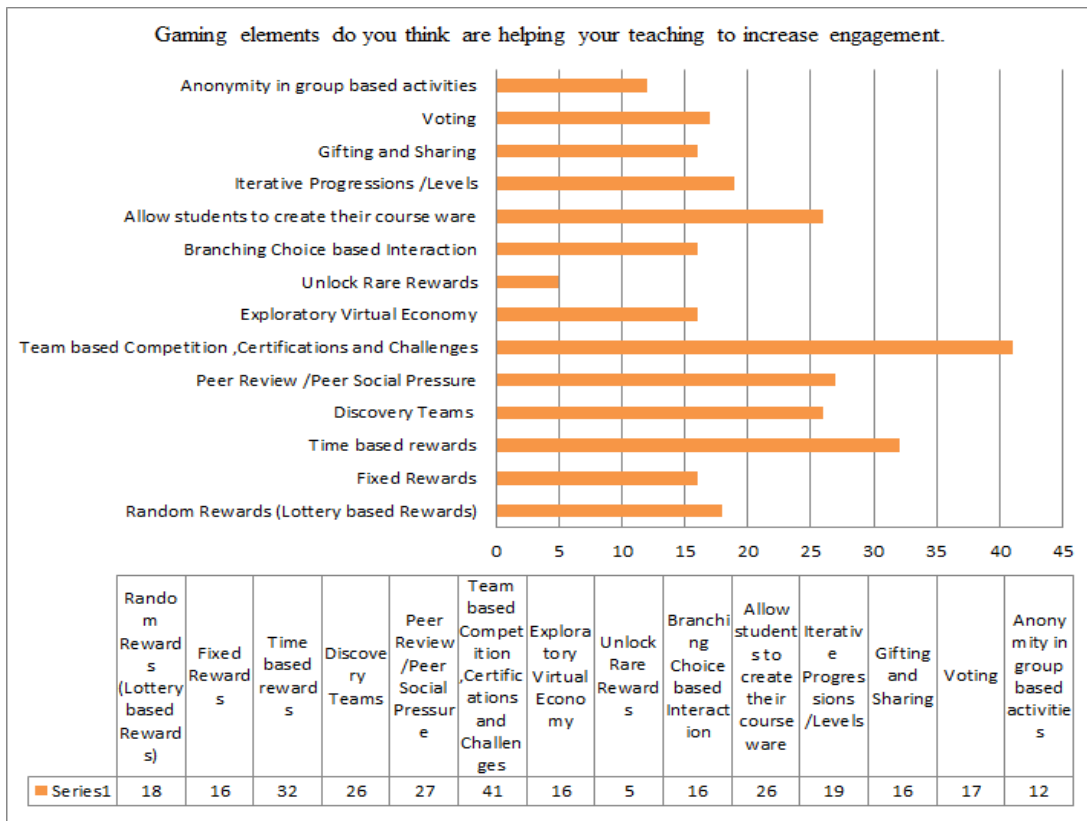 Gaming elements do you think are helping your teaching to increase engagement.
Anonymity in group based activities
Voting
Gifting and Sharing
Iterative Progressions /Levels
Allow students to create their course ware
Branching Choice based Interaction
Unlock Rare Rewards
Exploratory Virtual Economy
Team based Competition ,Certifications and Challenges
Peer Review /Peer Social Pressure
Discovery Teams
Time based rewards
Fixed Rewards
Random Rewards (Lottery based Rewards)
0 5 10 15 20 25 30 35 40 45
Rando
m
Reward
s
(Lottery
based
Reward
s)
Fixed
Reward
s
Time
based
reward
s
Discove
ry
Teams
Peer
Review
/Peer
Social
Pressur
e
Team
based
Compet
ition
,Certific
ations
and
Challen
ges
Explora
tory
Virtual
Econo
my
Unlock
Rare
Reward
s
Branchi
ng
Choice
based
Interact
ion
Allow
student
s to
create
their
course
ware
Iterativ
e
Progres
sions
/Levels
Gifting
and
Sharing
Voting
Anony
mity in
group
based
activitie
s
Series1 18 16 32 26 27 41 16 5 16 26 19 16 17 12